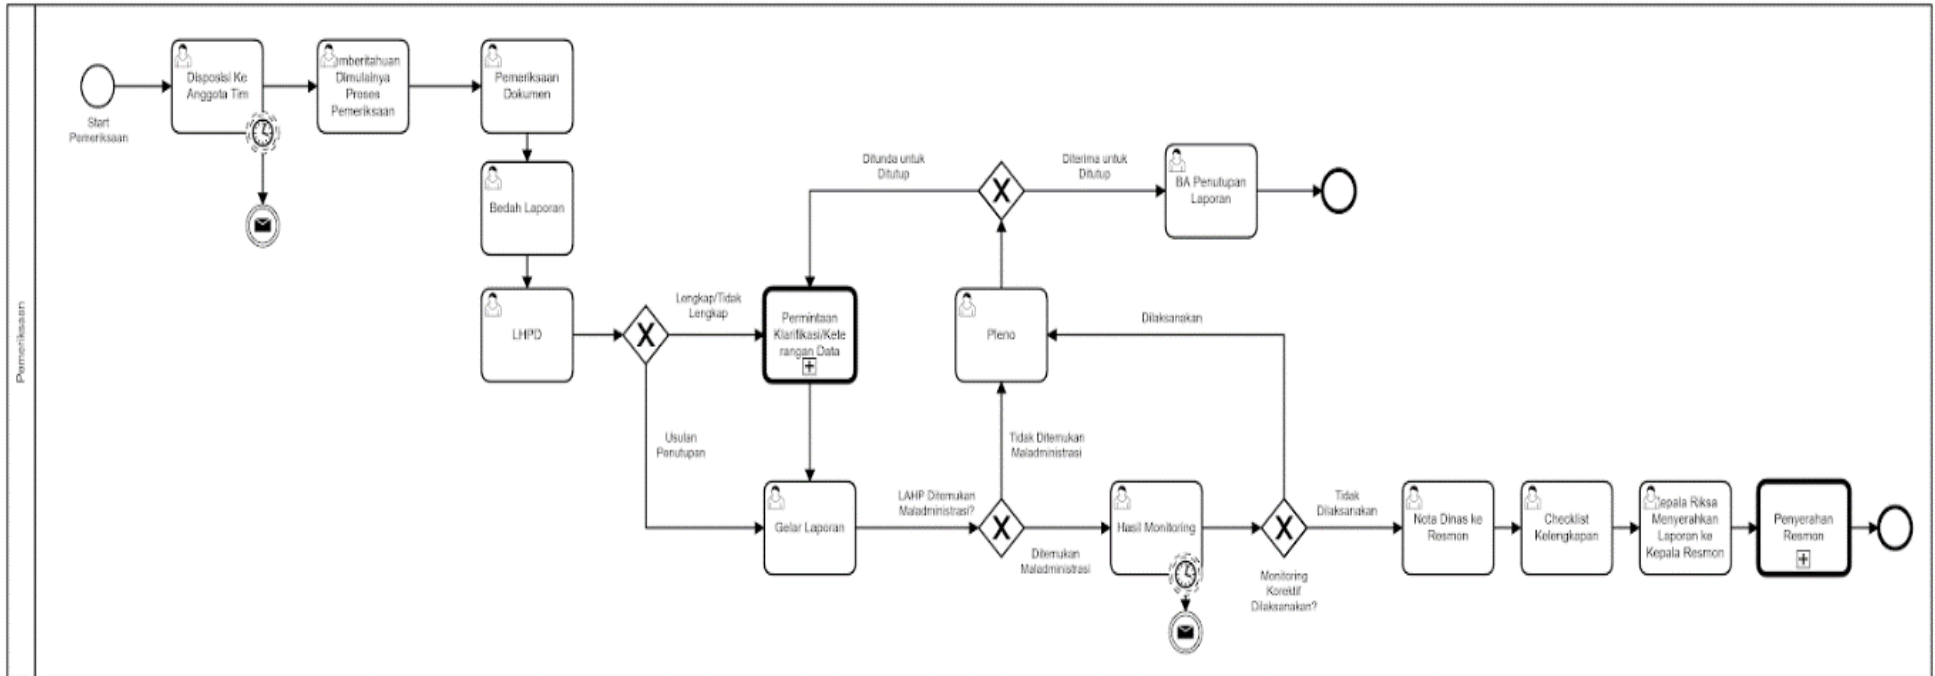 Pemeriksaan
Start
Pemeriksaan
Disposisi Ke
Anggota Tim
mberitahuan
Dimulainya
Proses
Pemeriksaan
Pemeriksaan
Dokumen
Bedah Laporan
LHPD
Lengkap/Tidak
Lengkap
Usulan
Penutupan
Permintaan
Klarifikasi/Kete
rangan Data
Gelar Laporan
LAHP Ditemukan
Maladministrasi?
Tidak Ditemukan
Maladministrasi
Ditemukan
Maladministrasi
Pleno
Ditunda untuk
Ditutup
Diterima untuk
Ditutup
BA Penutupan
Laporan
Hasil Monitoring
Monitoring
Korektif
Dilaksanakan?
Dilaksanakan
Tidak
Dilaksanakan
Nota Dinas ke
Resmon
Checklist
Kelengkapan
epala Riksa
Menyerahkan
Laporan ke
Kepala Resmon
Penyerahan
Resmon